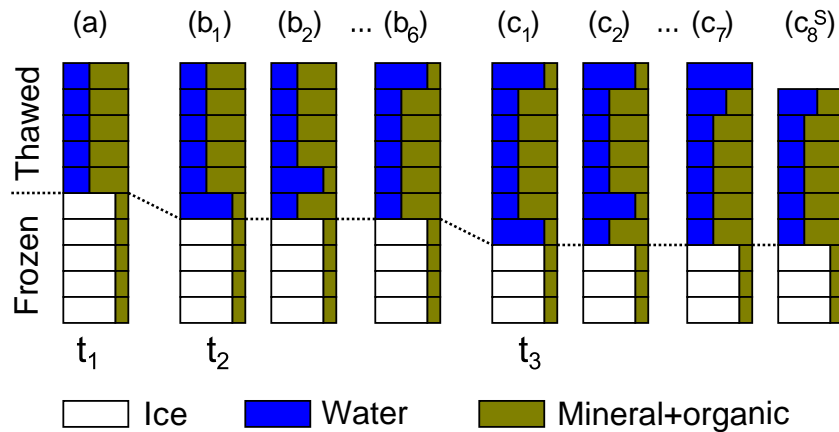 (a) (b₁) (b₂) ... (b₆) (c₁) (c₂) ... (c₇) (c₈ˢ)
Thawed
Frozen
t₁ t₂ t₃
Ice Water Mineral+organic